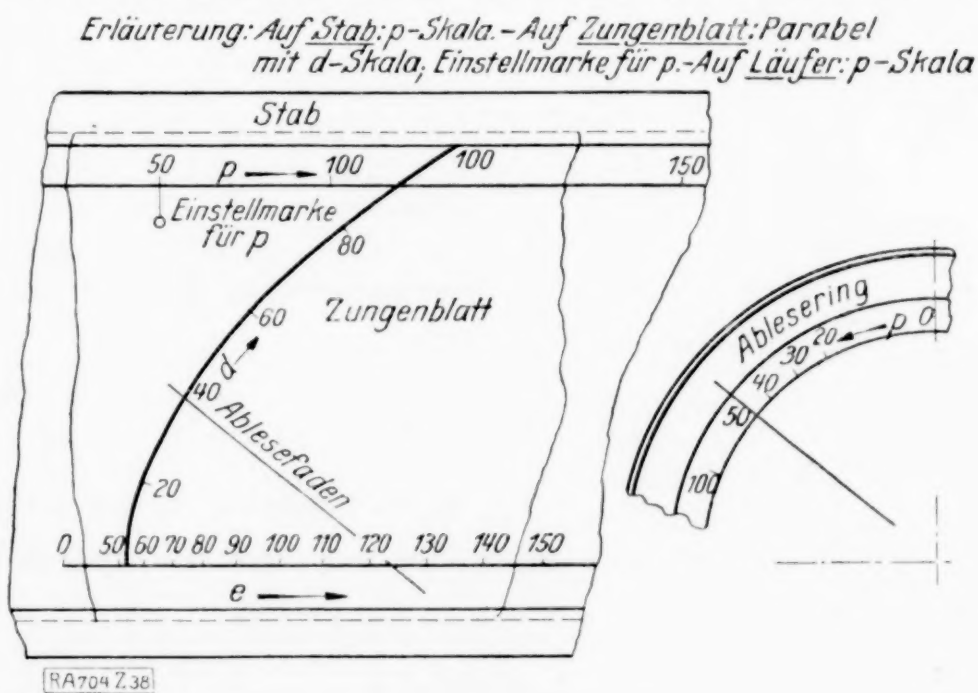 Erläuterung: Auf Stab: p-Skala. – Auf Zungenblatt: Parabel
mit d-Skala; Einstellmarke für p. – Auf Läufer: p-Skala
Stab
50 p 100 100 150
Einstellmarke
für p
80
60
Zungenblatt
d
40
Ablesefaden
20
0 50 60 70 80 90 100 110 120 130 140 150
e
Ablesering
p 0
20
30
40
50
100
RA704 Z38